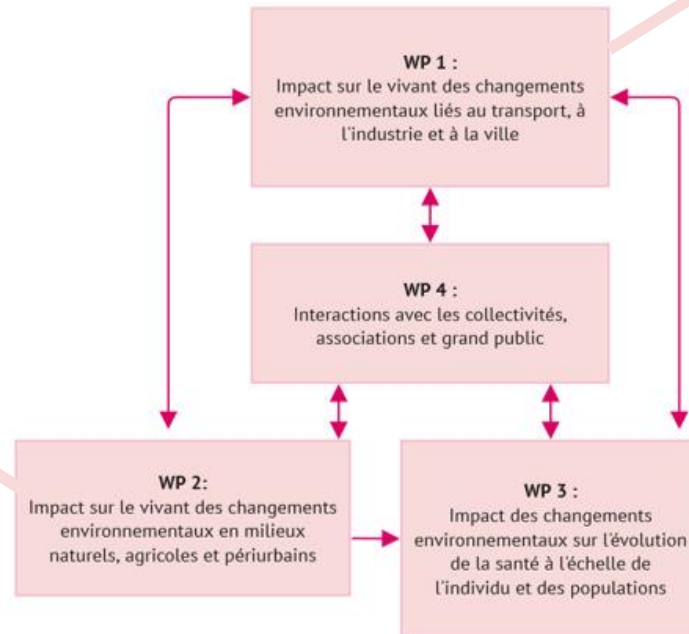 WP 1 :
Impact sur le vivant des changements
environnementaux liés au transport, à
l'industrie et à la ville
WP 4 :
Interactions avec les collectivités,
associations et grand public
WP 2:
Impact sur le vivant des changements
environnementaux en milieux
naturels, agricoles et périurbains
WP 3 :
Impact des changements
environnementaux sur l'évolution
de la santé à l'échelle de
l'individu et des populations